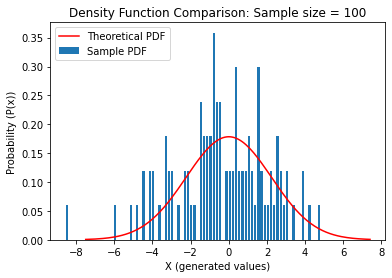 Density Function Comparison: Sample size = 100
Theoretical PDF
Sample PDF
Probability (P(x))
0.35
0.30
0.25
0.20
0.15
0.10
0.05
0.00
−8 −6 −4 −2 0 2 4 6 8
X (generated values)